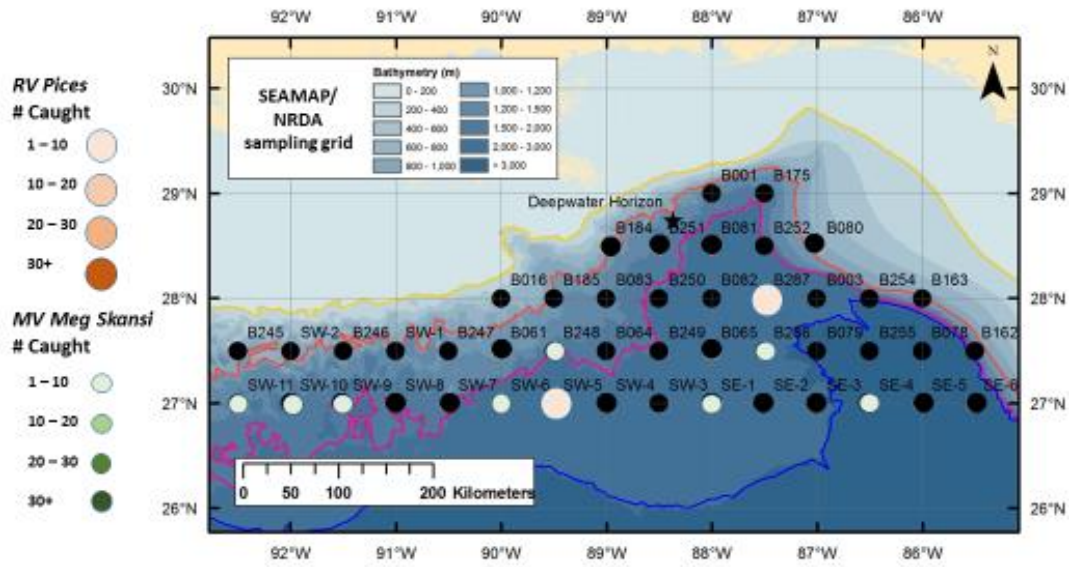 92°W 91°W 90°W 89°W 88°W 87°W 86°W
N
30°N 30°N
SEAMAP/
NRDA
sampling grid
Bathymetry (m)
0 - 200 1,000 - 1,200
200 - 400 1,200 - 1,500
400 - 600 1,500 - 2,000
600 - 800 2,000 - 3,000
800 - 1,000 > 3,000
RV Pices
# Caught
1 – 10
10 – 20
20 – 30
30+
MV Meg Skansi
# Caught
1 – 10
10 – 20
20 – 30
30+
29°N 29°N
B001 B175
Deepwater Horizon
B184 B251 B081 B252 B080
28°N 28°N
B016 B185 B083 B250 B082 B287 B003 B254 B163
B245 SW-2 B246 SW-1 B247 B061 B248 B064 B249 B065 B079 B255 B078 B162
27°N 27°N
SW-11 SW-10 SW-9 SW-8 SW-7 SW-6 SW-5 SW-4 SW-3 SE-1 SE-2 SE-3 SE-4 SE-5 SE-6
0 50 100 200 Kilometers
26°N 26°N
92°W 91°W 90°W 89°W 88°W 87°W 86°W